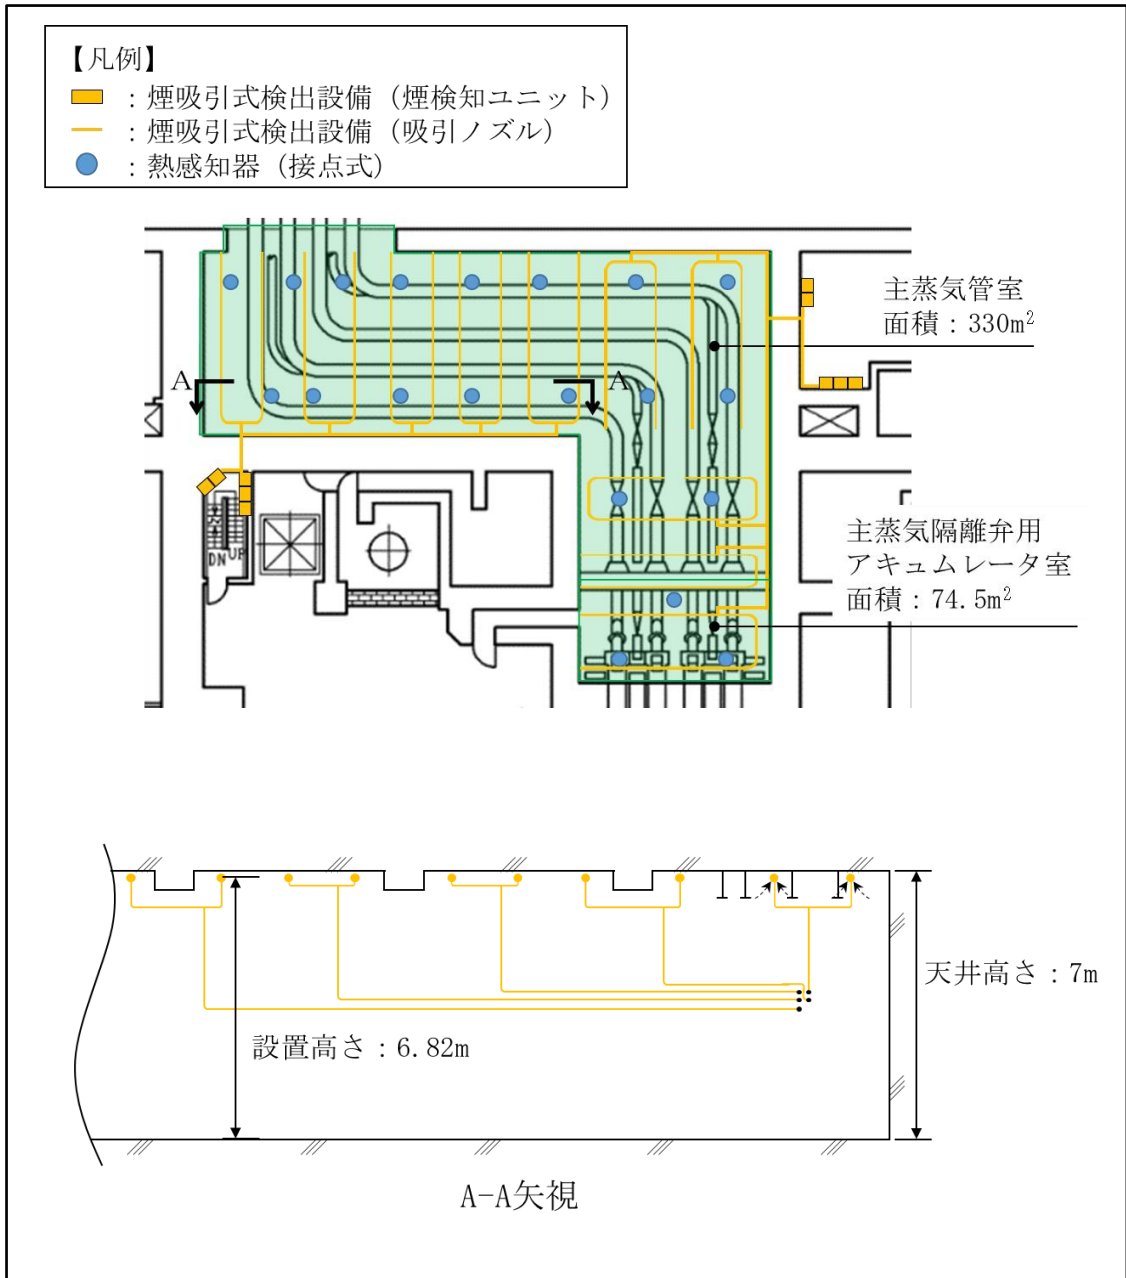 【凡例】
：煙吸引式検出設備（煙検知ユニット）
：煙吸引式検出設備（吸引ノズル）
：熱感知器（接点式）
主蒸気管室
面積：330m²
A
A
主蒸気隔離弁用
アキュムレータ室
面積：74.5m²
DN
UP
天井高さ：7m
設置高さ：6.82m
A-A矢視